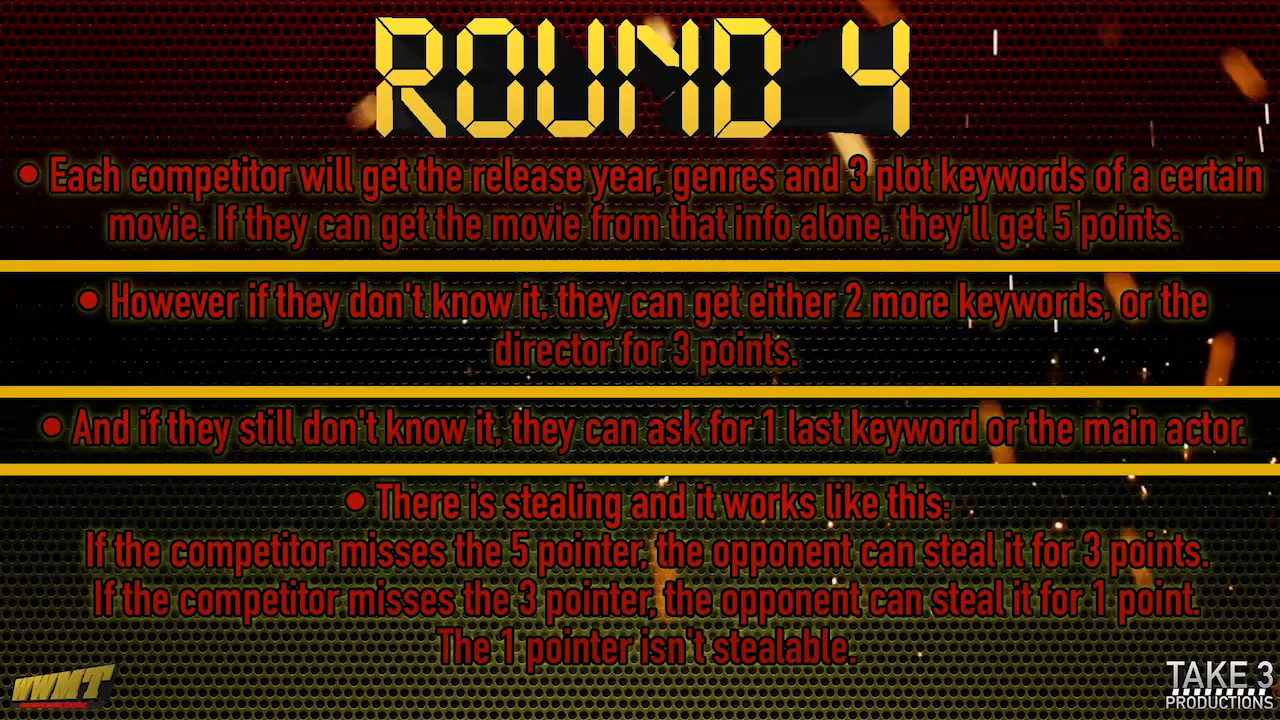 ROUND 4
• Each competitor will get the release year, genres and 3 plot keywords of a certain
movie. If they can get the movie from that info alone, they'll get 5 points.
• However if they don't know it, they can get either 2 more keywords, or the
director for 3 points.
• And if they still don't know it, they can ask for 1 last keyword or the main actor.
• There is stealing and it works like this:
If the competitor misses the 5 pointer, the opponent can steal it for 3 points.
If the competitor misses the 3 pointer, the opponent can steal it for 1 point.
The 1 pointer isn't stealable.
WWMT
TAKE 3
PRODUCTIONS